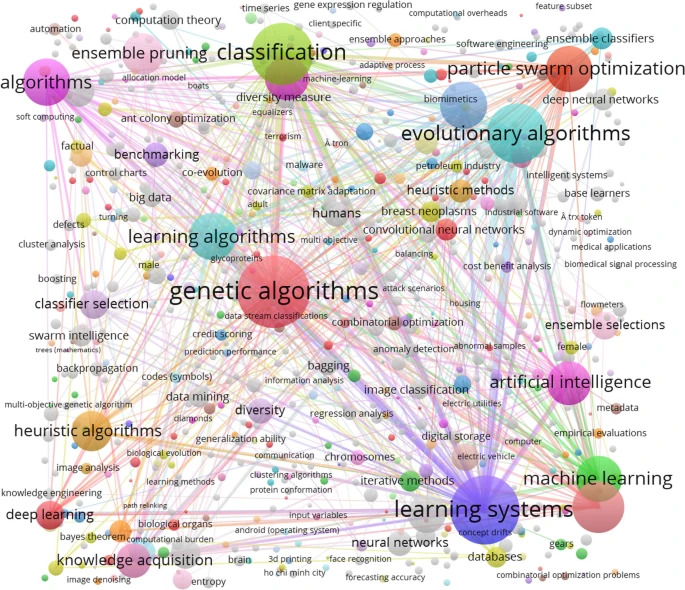 time series
gene expression regulation
feature subset
computational overheads
computation theory
client specific
automation
ensemble approaches
ensemble classifiers
software engineering
ensemble pruning
classification
adaptive process
particle swarm optimization
algorithms
allocation model
boats
machine-learning
diversity measure
biomimetics
deep neural networks
soft computing
ant colony optimization
equalizers
terrorism
Â tron
evolutionary algorithms
factual
benchmarking
malware
petroleum industry
control charts
co-evolution
intelligent systems
covariance matrix adaptation
heuristic methods
base learners
big data
adult
humans
breast neoplasms
industrial software
Â trx token
defects
turning
convolutional neural networks
dynamic optimization
learning algorithms
multi objective
cluster analysis
medical applications
balancing
glycoproteins
male
cost benefit analysis
biomedical signal processing
boosting
genetic algorithms
attack scenarios
classifier selection
housing
flowmeters
data stream classifications
combinatorial optimization
ensemble selections
swarm intelligence
credit scoring
trees (mathematics)
prediction performance
anomaly detection
abnormal samples
female
backpropagation
codes (symbols)
bagging
information analysis
image classification
artificial intelligence
data mining
multi-objective genetic algorithm
diversity
regression analysis
electric utilities
metadata
diamonds
heuristic algorithms
generalization ability
digital storage
computer
empirical evaluations
biological evolution
communication
chromosomes
electric vehicle
image analysis
clustering algorithms
learning methods
iterative methods
machine learning
knowledge engineering
protein conformation
path relinking
deep learning
input variables
learning systems
biological organs
android (operating system)
bayes theorem
computational burden
concept drifts
neural networks
gears
knowledge acquisition
brain
3d printing
face recognition
databases
ho chi minh city
image denoising
entropy
forecasting accuracy
combinatorial optimization problems